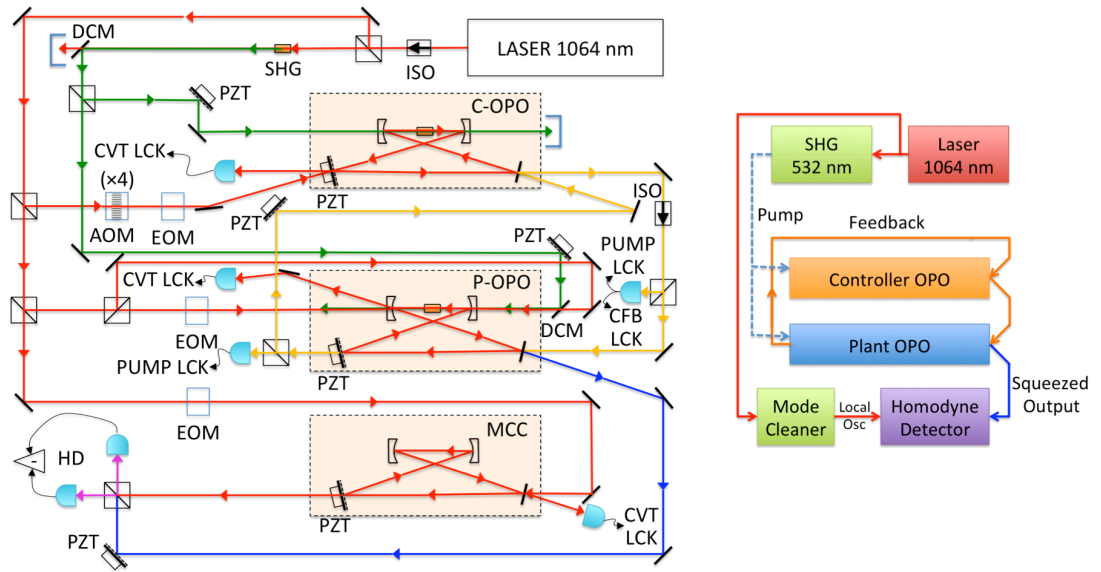 DCM
SHG
ISO
LASER 1064 nm
PZT
C-OPO
CVT LCK
(×4)
PZT
PZT
ISO
AOM
EOM
PZT
PUMP
LCK
CVT LCK
P-OPO
DCM
CFB
LCK
EOM
PUMP LCK
PZT
EOM
MCC
HD
PZT
CVT
LCK
PZT
SHG
532 nm
Laser
1064 nm
Pump
Feedback
Controller OPO
Plant OPO
Squeezed
Output
Mode
Cleaner
Local
Osc
Homodyne
Detector
-